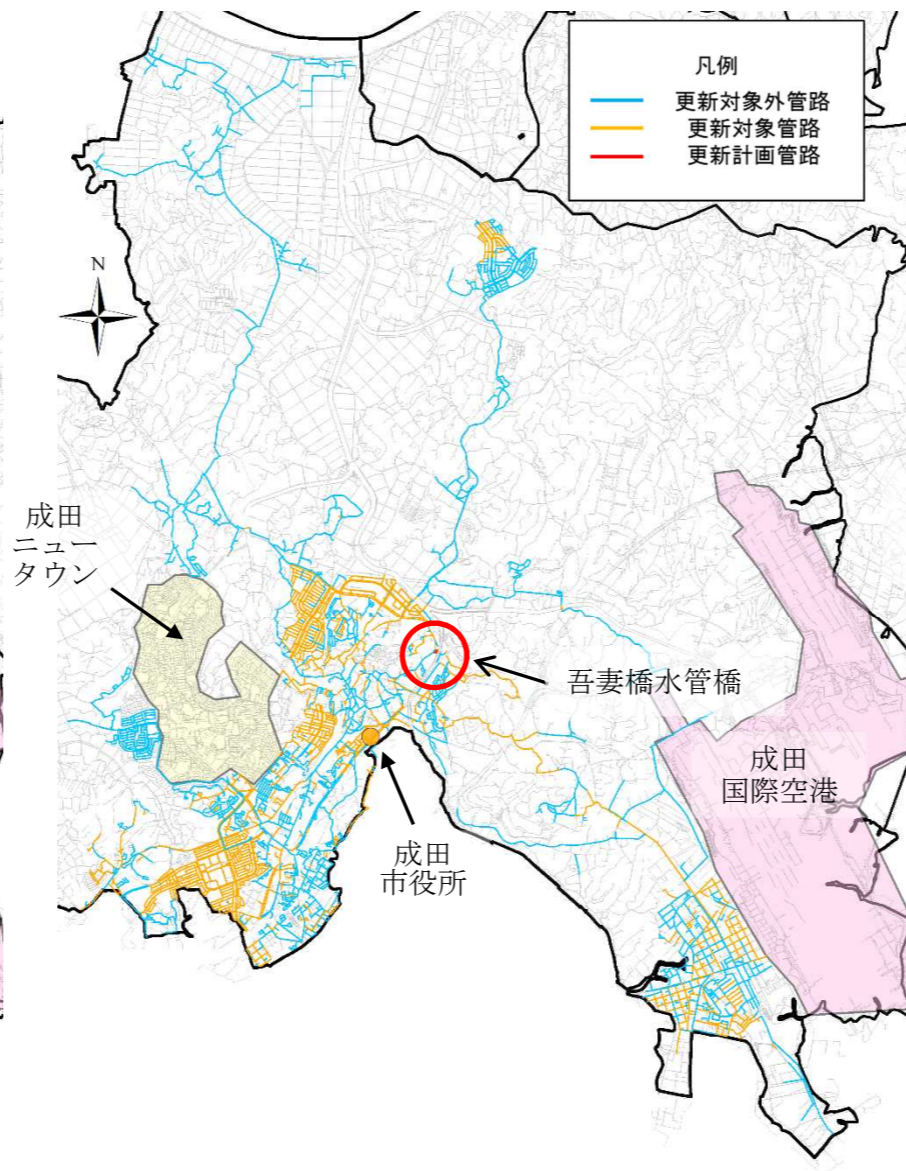 凡例
更新対象外管路
更新対象管路
更新計画管路
N
成田
ニュー
タウン
吾妻橋水管橋
成田
国際空港
成田
市役所